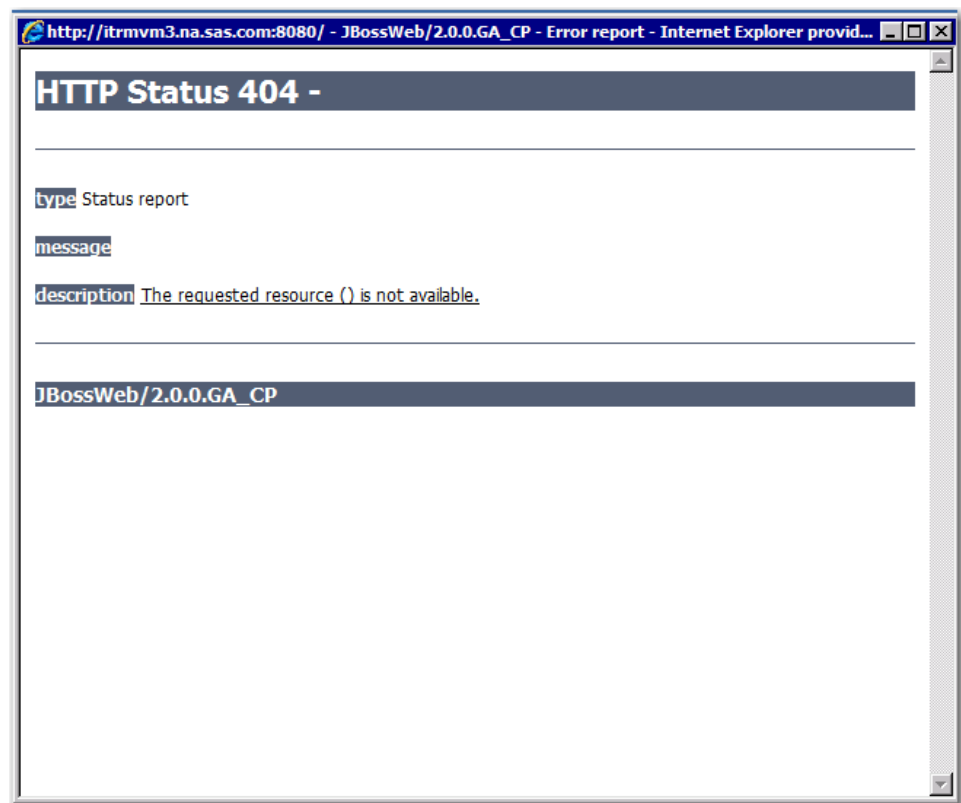 http://itrmvm3.na.sas.com:8080/ - JBossWeb/2.0.0.GA_CP - Error report - Internet Explorer provid...
HTTP Status 404 -
type Status report
message
description The requested resource () is not available.
JBossWeb/2.0.0.GA_CP